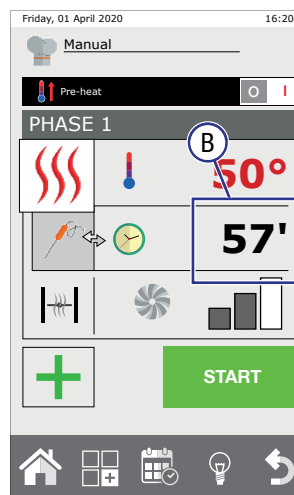 Friday, 01 April 2020 16:20
Manual
Pre-heat O I
PHASE 1
B
50°
57'
START